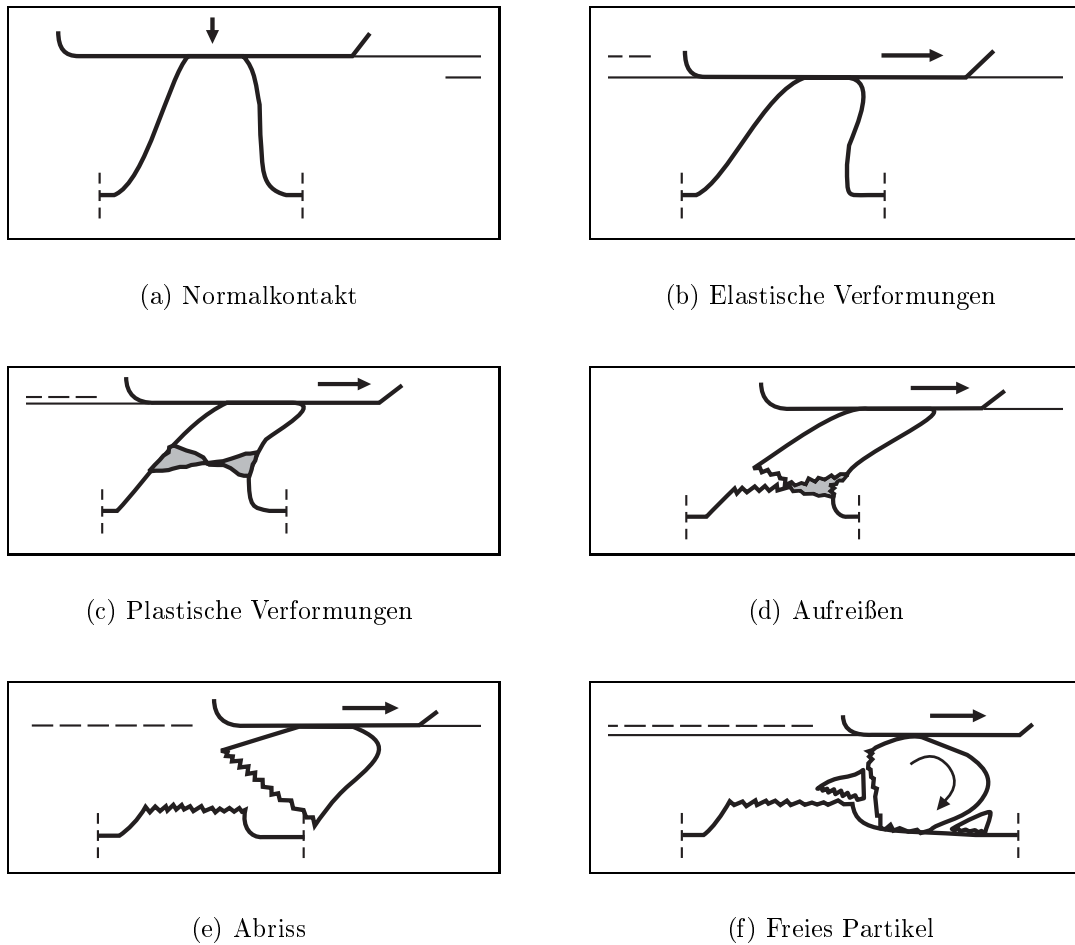 (a) Normalkontakt
(b) Elastische Verformungen
(c) Plastische Verformungen
(d) Aufreißen
(e) Abriss
(f) Freies Partikel